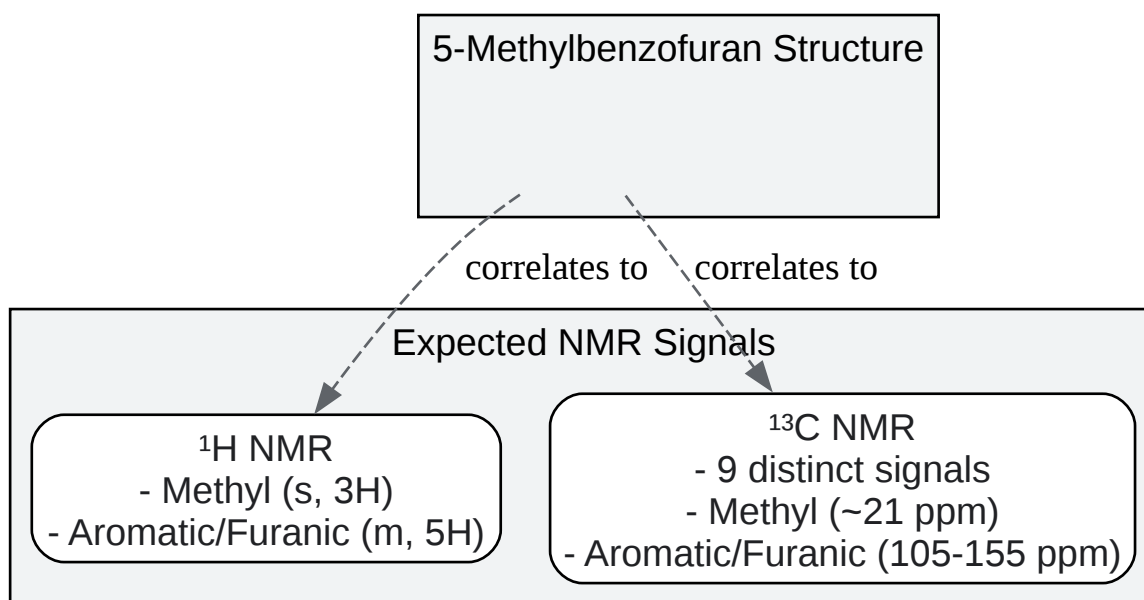 5-Methylbenzofuran Structure
correlates to
correlates to
Expected NMR Signals
¹H NMR
- Methyl (s, 3H)
- Aromatic/Furanic (m, 5H)
¹³C NMR
- 9 distinct signals
- Methyl (~21 ppm)
- Aromatic/Furanic (105-155 ppm)